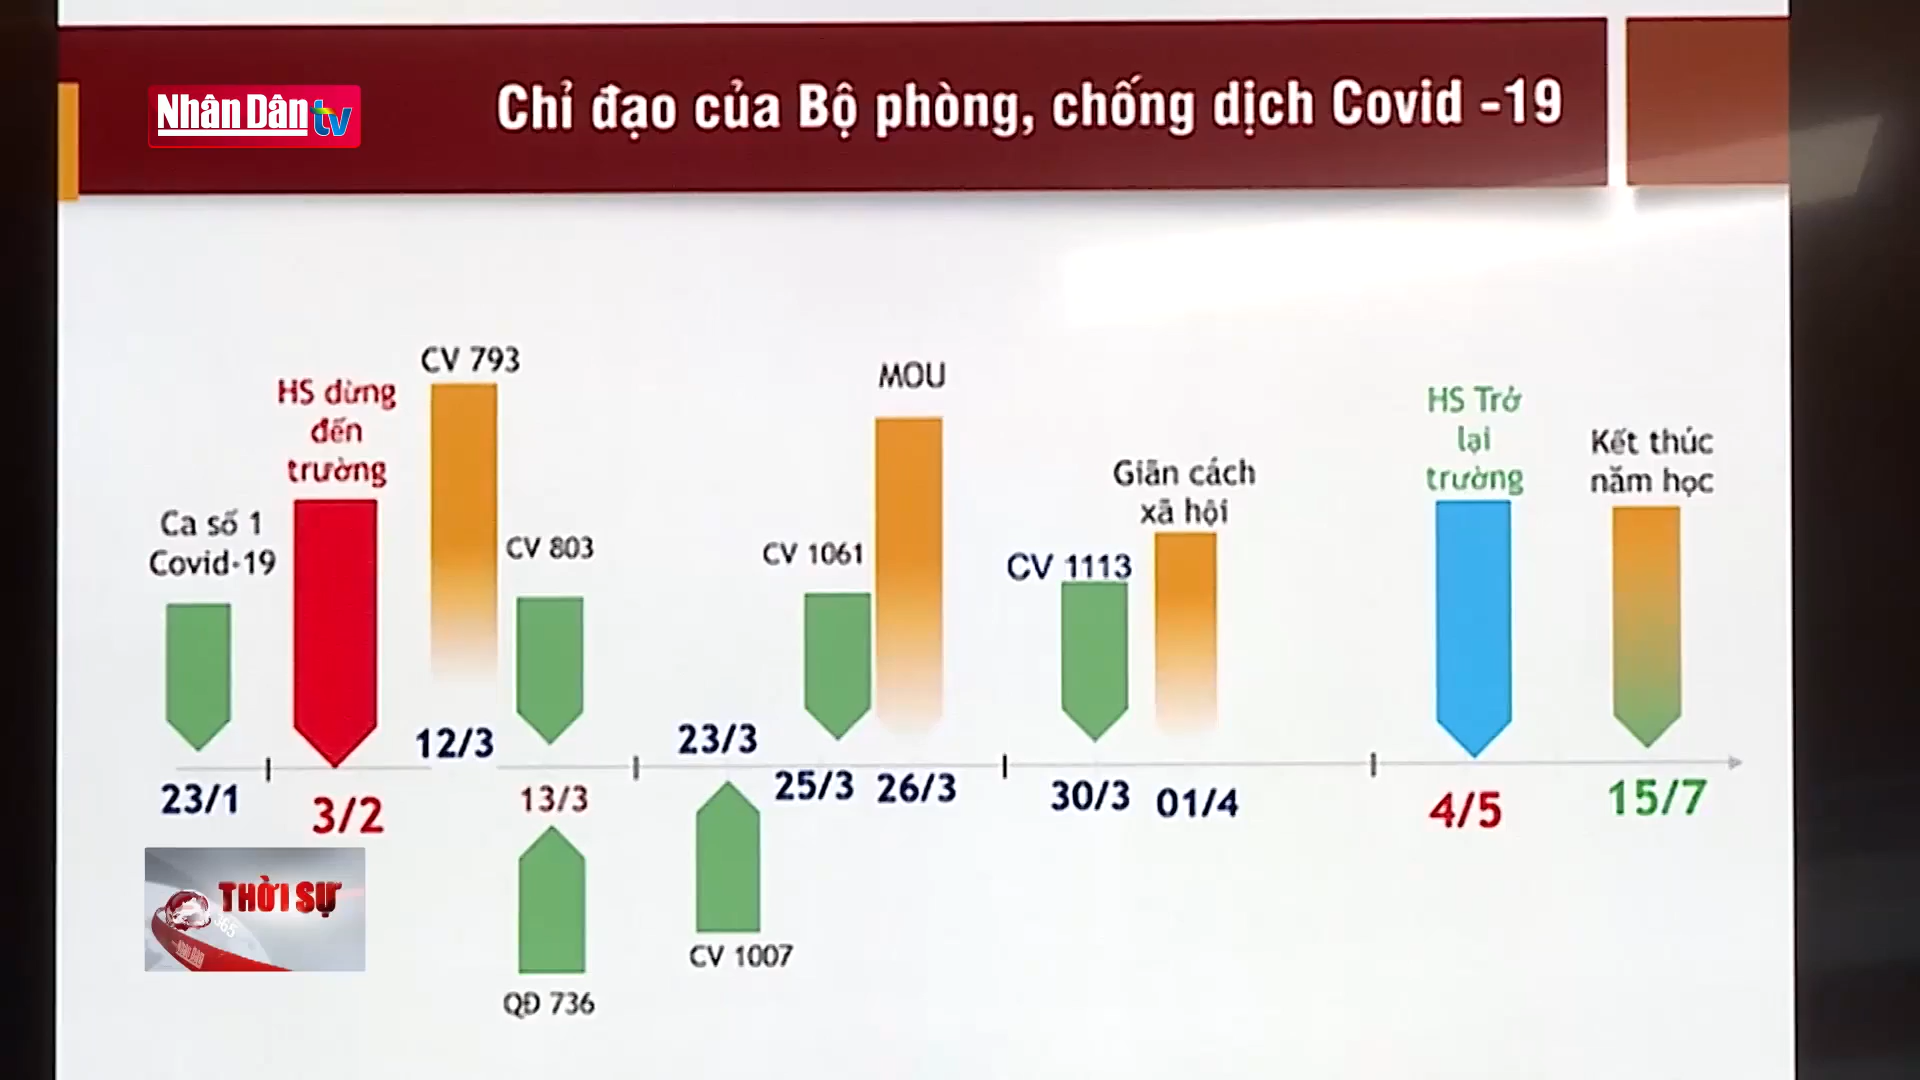 Nhân Dân tv
Chỉ đạo của Bộ phòng, chống dịch Covid -19
CV 793
MOU
HS dừng
đến
trường
HS Trở
lại
trường
Kết thúc
năm học
Giãn cách
xã hội
Ca số 1
Covid-19
CV 803
CV 1061
CV 1113
12/3
23/3
23/1
3/2
13/3
25/3
26/3
30/3
01/4
4/5
15/7
THỜI SỰ
365
NHÂN DÂN
CV 1007
QĐ 736